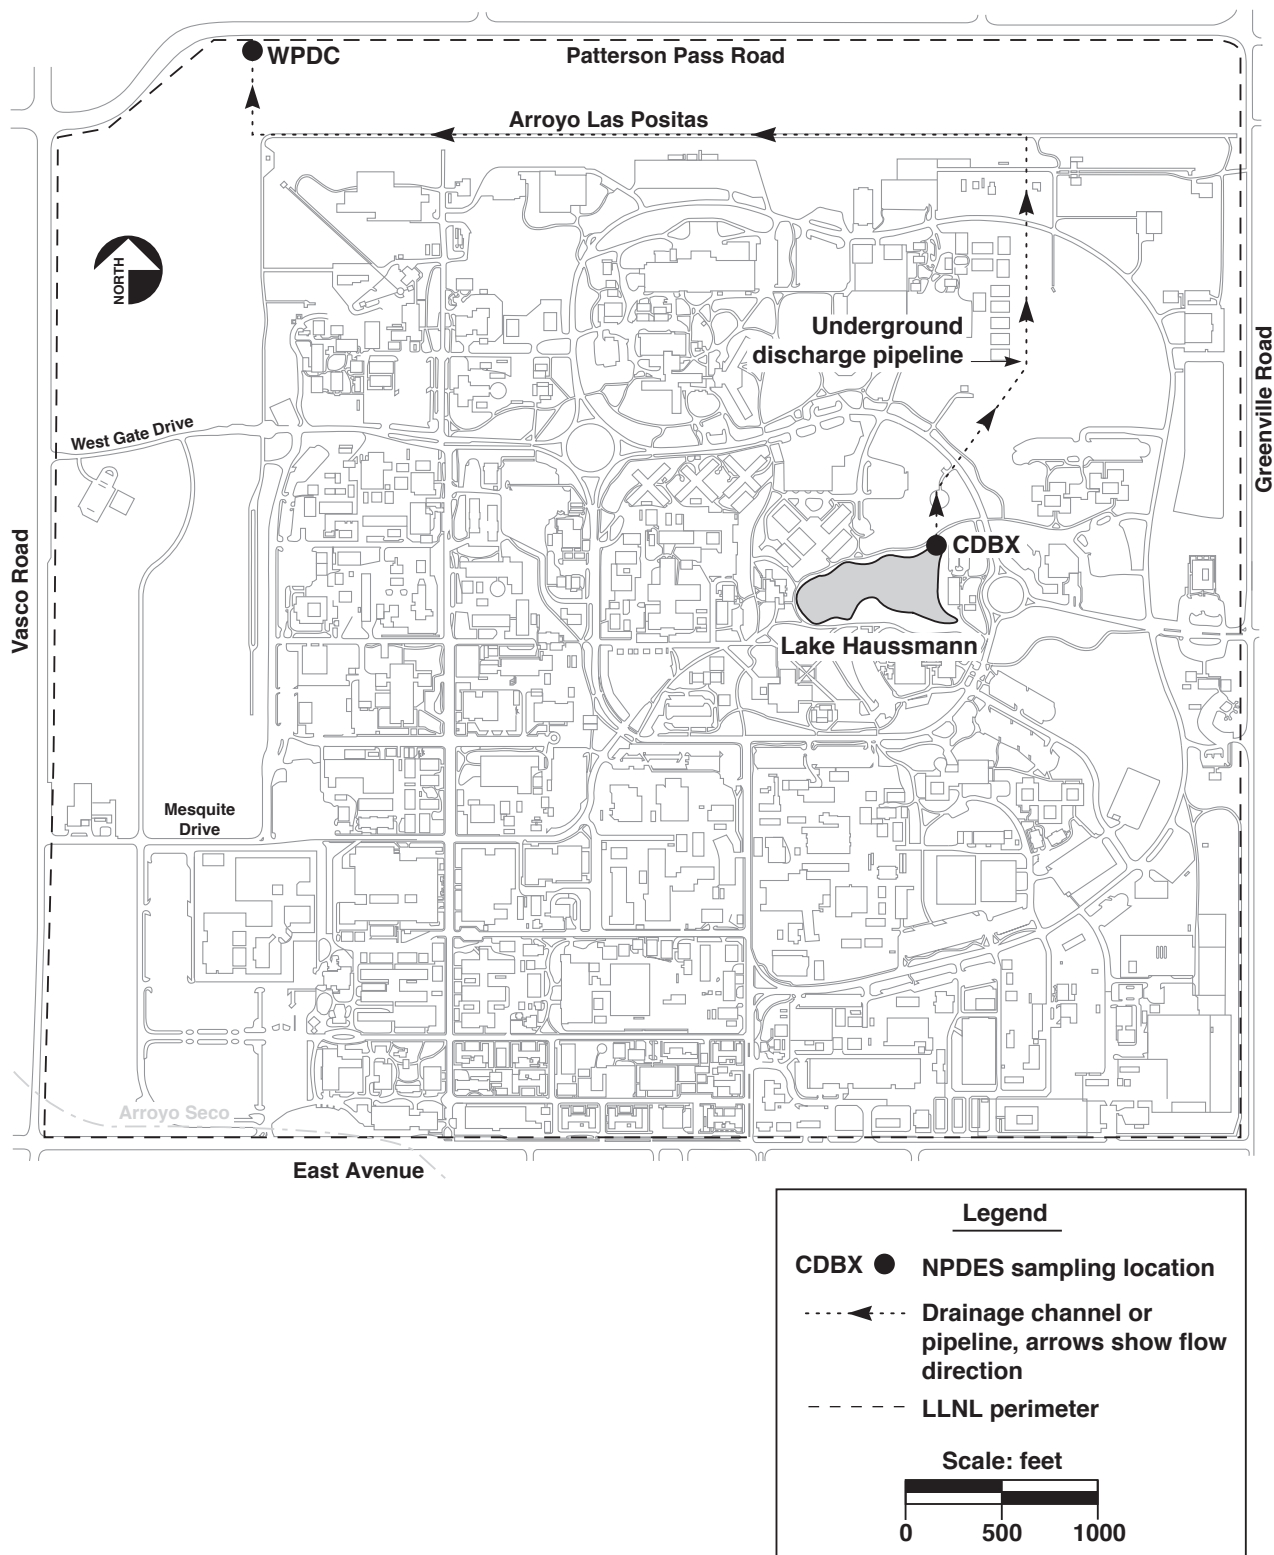 WPDC
Patterson Pass Road
Arroyo Las Positas
NORTH
Underground
discharge pipeline
Greenville Road
West Gate Drive
CDBX
Vasco Road
Lake Haussmann
Mesquite
Drive
Arroyo Seco
East Avenue
Legend
CDBX
NPDES sampling location
Drainage channel or
pipeline, arrows show flow
direction
LLNL perimeter
Scale: feet
0 500 1000